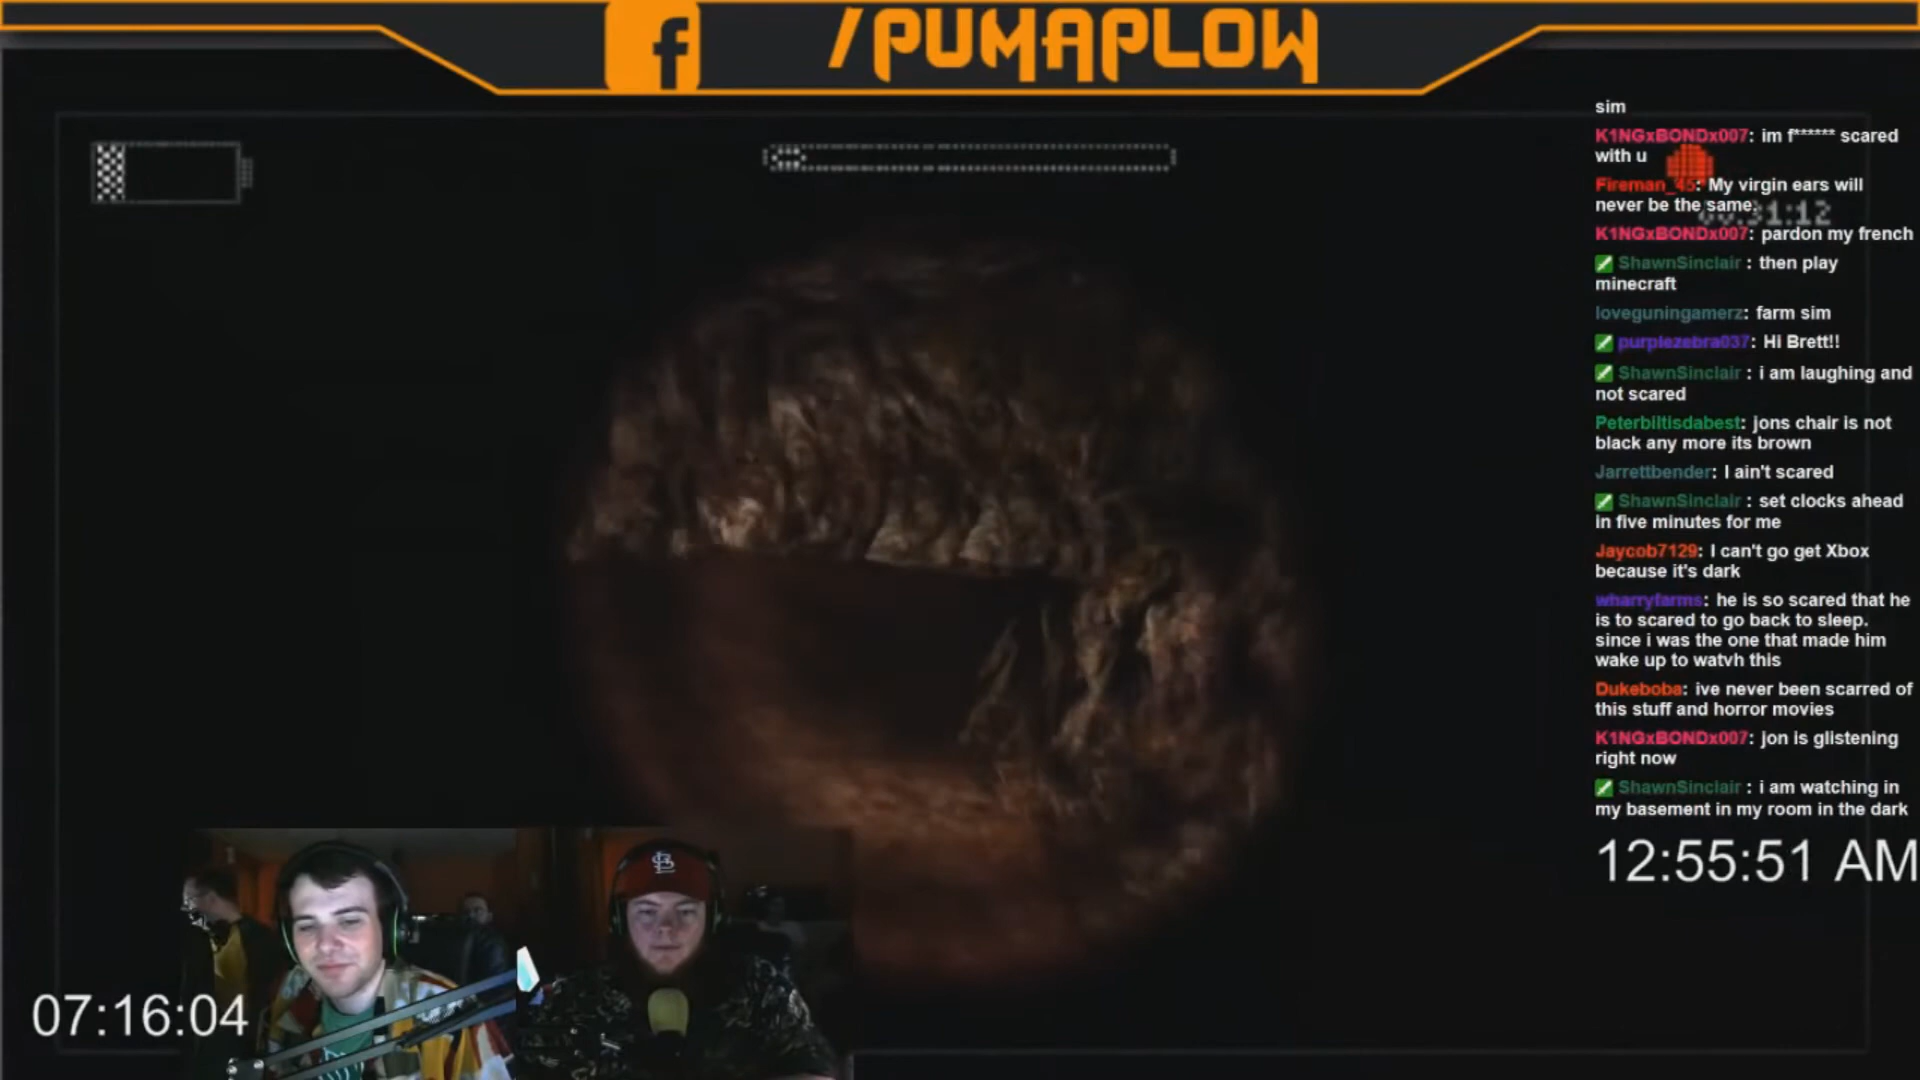 f /PUMAPLOW
sim
K1NGxBONDx007: im f****** scared
with u
Fireman_45: My virgin ears will
never be the same.
:31:12
K1NGxBONDx007: pardon my french
ShawnSinclair : then play
minecraft
loveguningamerz: farm sim
purplezebra037: Hi Brett!!
ShawnSinclair : i am laughing and
not scared
Peterbiltisdabest: jons chair is not
black any more its brown
Jarrettbender: I ain't scared
ShawnSinclair : set clocks ahead
in five minutes for me
Jaycob7129: I can't go get Xbox
because it's dark
wharryfarms: he is so scared that he
is to scared to go back to sleep.
since i was the one that made him
wake up to watvh this
Dukeboba: ive never been scarred of
this stuff and horror movies
K1NGxBONDx007: jon is glistening
right now
ShawnSinclair : i am watching in
my basement in my room in the dark
12:55:51 AM
07:16:04